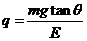 q = mg tan θ / E